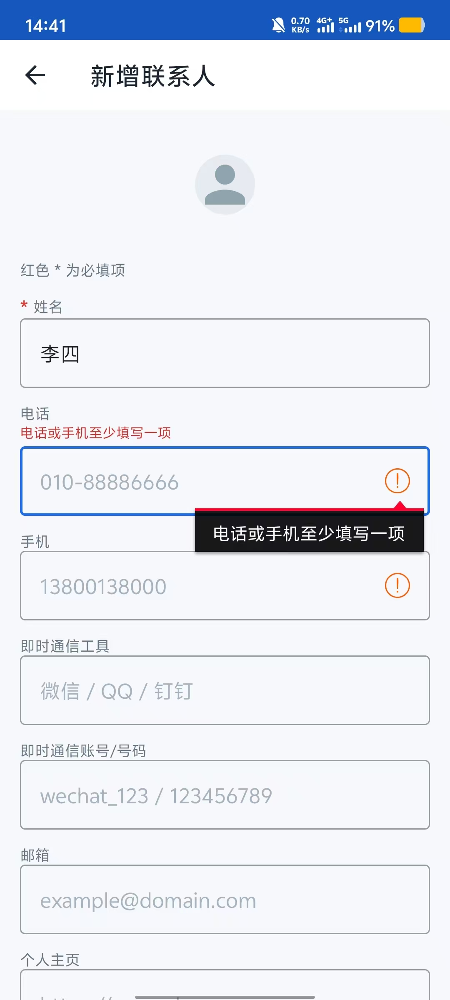 14:41
0.70 KB/s 4G+ 5G 91%
新增联系人
红色 * 为必填项
* 姓名
李四
电话
电话或手机至少填写一项
010-88886666
电话或手机至少填写一项
手机
13800138000
即时通信工具
微信 / QQ / 钉钉
即时通信账号/号码
wechat_123 / 123456789
邮箱
example@domain.com
个人主页